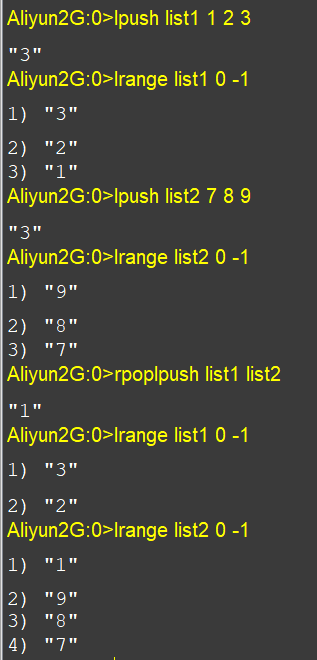 Aliyun2G:0>lpush list1 1 2 3
"3"
Aliyun2G:0>lrange list1 0 -1
1) "3"
2) "2"
3) "1"
Aliyun2G:0>lpush list2 7 8 9
"3"
Aliyun2G:0>lrange list2 0 -1
1) "9"
2) "8"
3) "7"
Aliyun2G:0>rpoplpush list1 list2
"1"
Aliyun2G:0>lrange list1 0 -1
1) "3"
2) "2"
Aliyun2G:0>lrange list2 0 -1
1) "1"
2) "9"
3) "8"
4) "7"